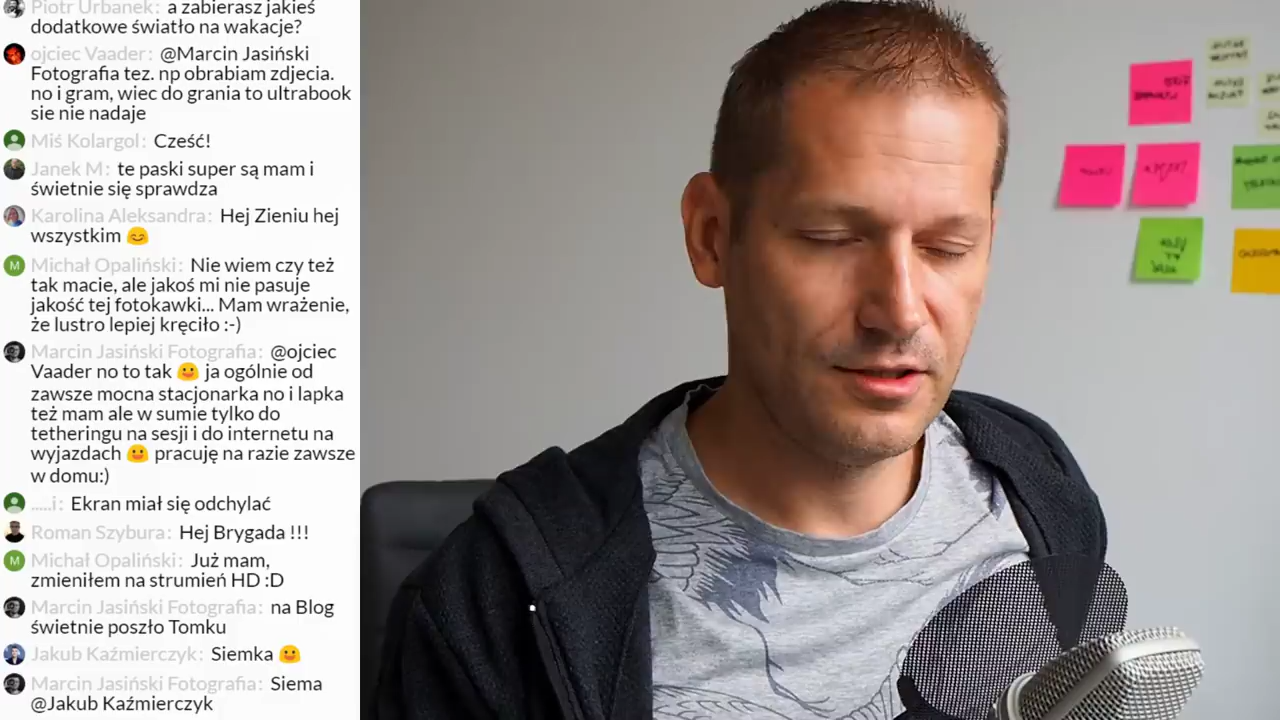 Piotr Urbanek: a zabierasz jakieś
dodatkowe światło na wakacje?
ojciec Vaader: @Marcin Jasiński
Fotografia tez. np obrabiam zdjecia.
no i gram, wiec do grania to ultrabook
sie nie nadaje
Miś Kolargol: Cześć!
Janek M: te paski super są mam i
świetnie się sprawdza
Karolina Aleksandra: Hej Zieniu hej
wszystkim 😊
M Michał Opaliński: Nie wiem czy też
tak macie, ale jakoś mi nie pasuje
jakość tej fotokawki... Mam wrażenie,
że lustro lepiej kręciło :-)
Marcin Jasiński Fotografia: @ojciec
Vaader no to tak 😃 ja ogólnie od
zawsze mocna stacjonarka no i lapka
też mam ale w sumie tylko do
tetheringu na sesji i do internetu na
wyjazdach 😃 pracuję na razie zawsze
w domu:)
.....i: Ekran miał się odchylać
Roman Szybura: Hej Brygada !!!
M Michał Opaliński: Już mam,
zmieniłem na strumień HD :D
Marcin Jasiński Fotografia: na Blog
świetnie poszło Tomku
Jakub Kaźmierczyk: Siemka 😃
Marcin Jasiński Fotografia: Siema
@Jakub Kaźmierczyk